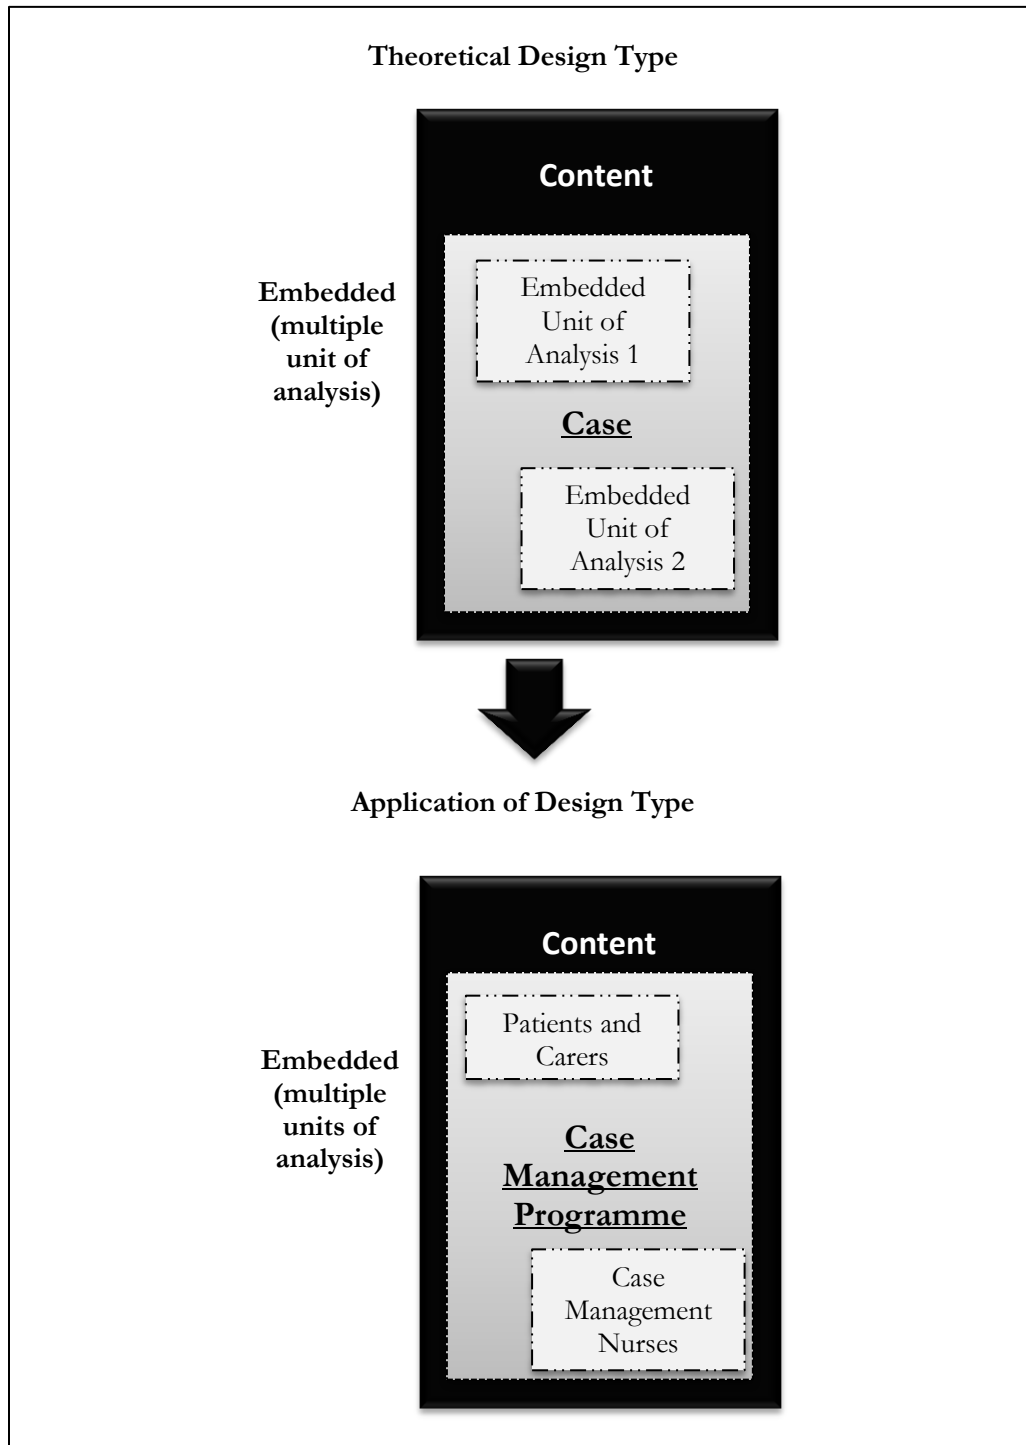 Theoretical Design Type
Content
Embedded
(multiple
unit of
analysis)
Embedded
Unit of
Analysis 1
Case
Embedded
Unit of
Analysis 2
Application of Design Type
Content
Patients and
Carers
Embedded
(multiple
units of
analysis)
Case
Management
Programme
Case
Management
Nurses